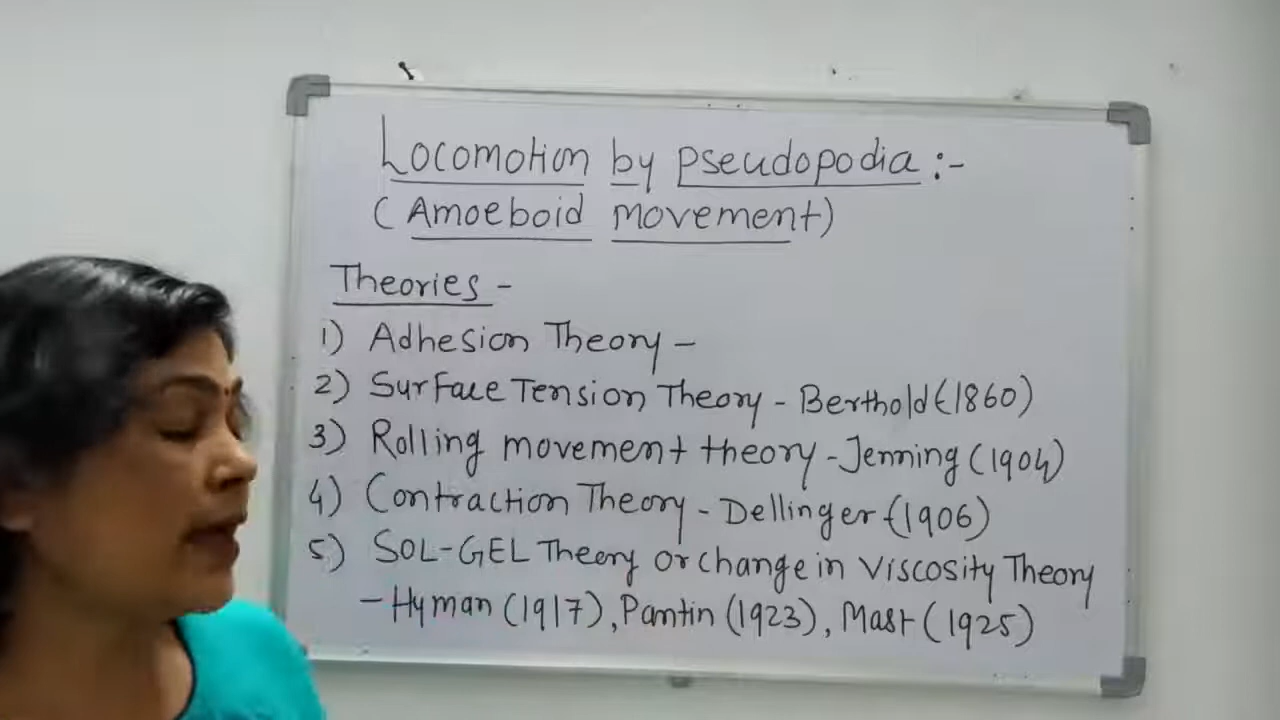 Locomotion by pseudopodia :-
(Amoeboid movement)
Theories -
1) Adhesion Theory -
2) Surface Tension Theory - Berthold (1860)
3) Rolling movement theory - Jenning (1904)
4) Contraction Theory - Dellinger (1906)
5) SOL-GEL Theory or change in Viscosity Theory
- Hyman (1917), Pantin (1923), Mast (1925)